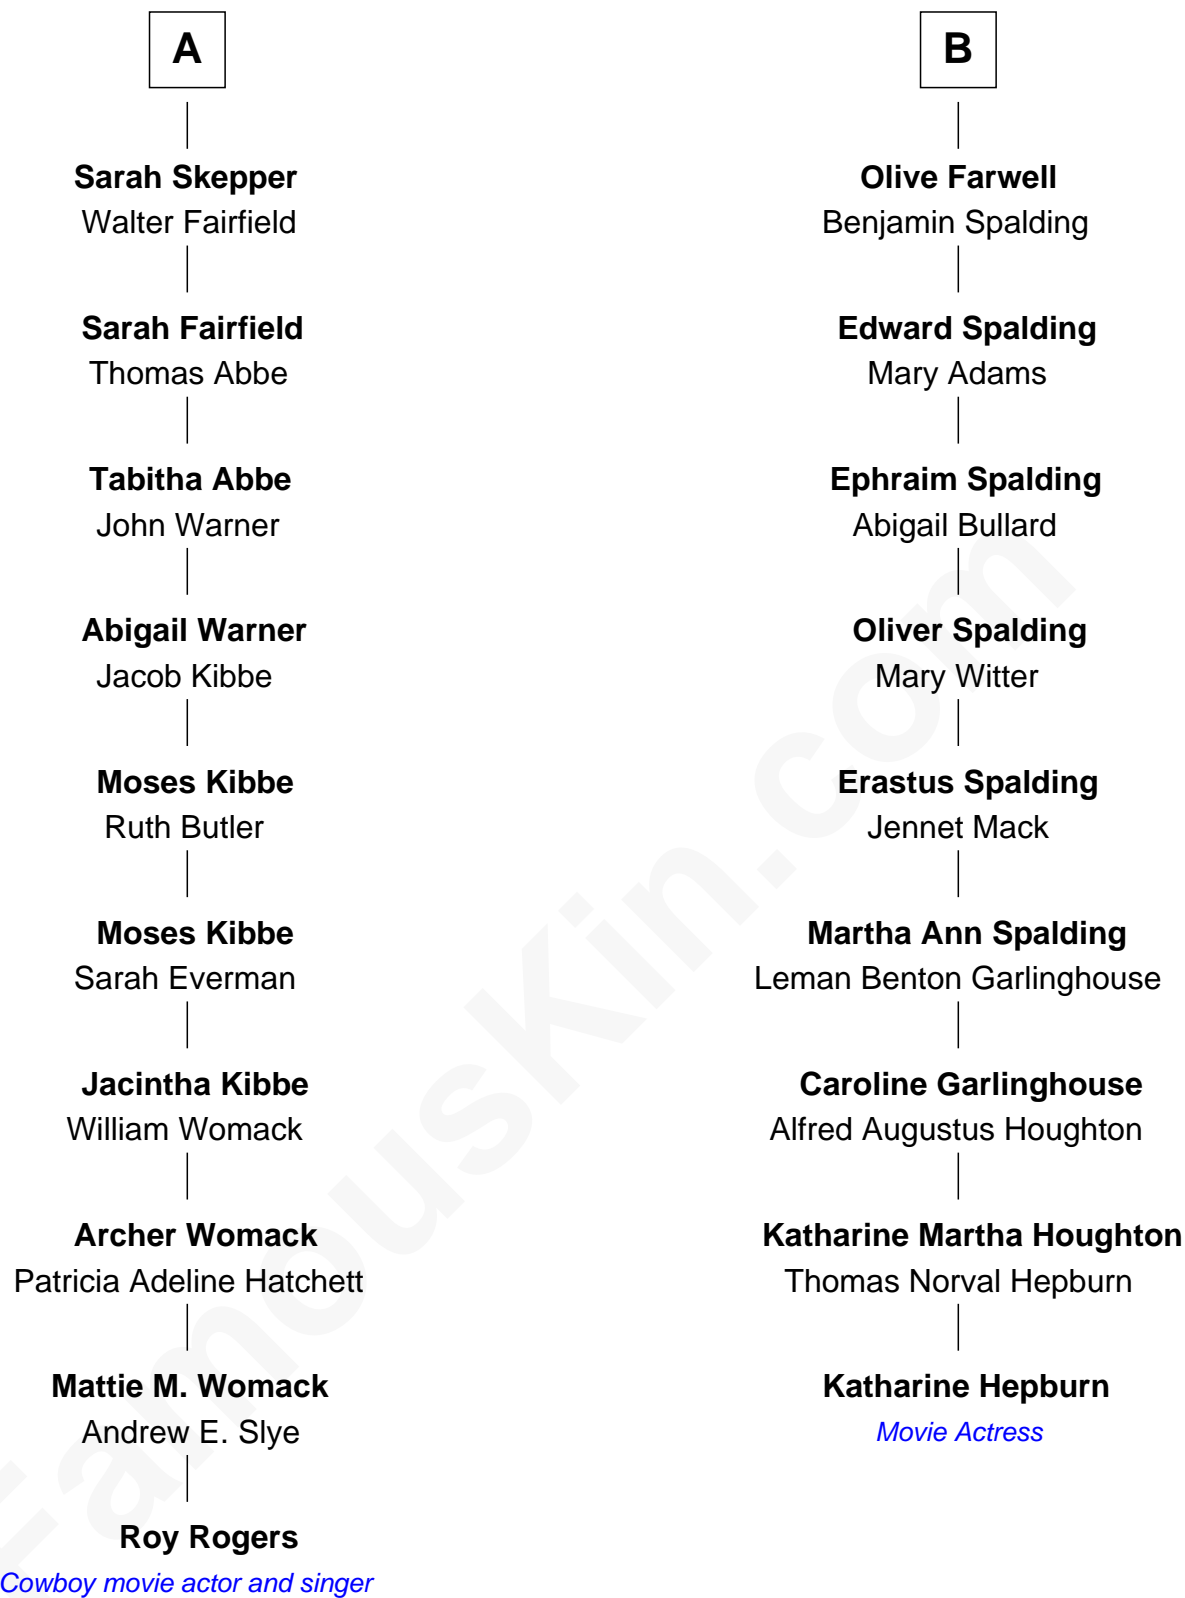 A
Sarah Skepper
Walter Fairfield
Sarah Fairfield
Thomas Abbe
Tabitha Abbe
John Warner
Abigail Warner
Jacob Kibbe
Moses Kibbe
Ruth Butler
Moses Kibbe
Sarah Everman
Jacintha Kibbe
William Womack
Archer Womack
Patricia Adeline Hatchett
Mattie M. Womack
Andrew E. Slye
Roy Rogers
Cowboy movie actor and singer
B
Olive Farwell
Benjamin Spalding
Edward Spalding
Mary Adams
Ephraim Spalding
Abigail Bullard
Oliver Spalding
Mary Witter
Erastus Spalding
Jennet Mack
Martha Ann Spalding
Leman Benton Garlinghouse
Caroline Garlinghouse
Alfred Augustus Houghton
Katharine Martha Houghton
Thomas Norval Hepburn
Katharine Hepburn
Movie Actress
FamousKin.com